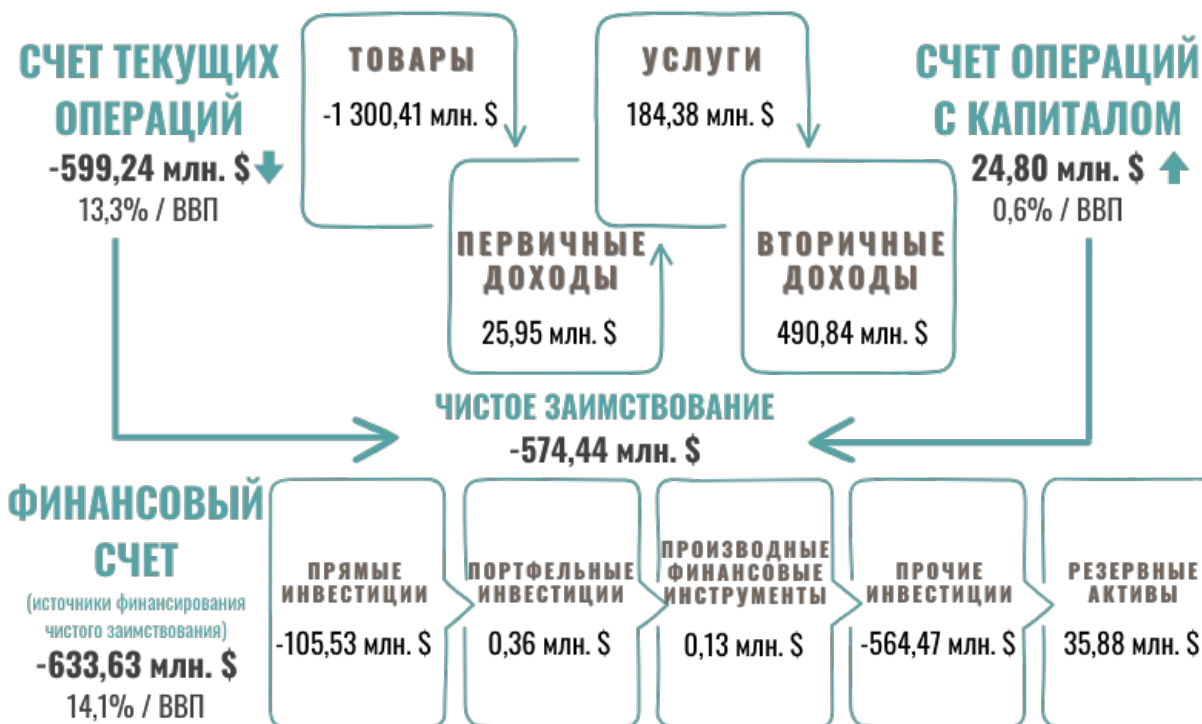 СЧЕТ ТЕКУЩИХ
ОПЕРАЦИЙ
-599,24 млн. $
13,3% / ВВП
ТОВАРЫ
-1 300,41 млн. $
УСЛУГИ
184,38 млн. $
СЧЕТ ОПЕРАЦИЙ
С КАПИТАЛОМ
24,80 млн. $
0,6% / ВВП
ПЕРВИЧНЫЕ
ДОХОДЫ
25,95 млн. $
ВТОРИЧНЫЕ
ДОХОДЫ
490,84 млн. $
ЧИСТОЕ ЗАИМСТВОВАНИЕ
-574,44 млн. $
ФИНАНСОВЫЙ
СЧЕТ
(источники финансирования
чистого заимствования)
-633,63 млн. $
14,1% / ВВП
ПРЯМЫЕ
ИНВЕСТИЦИИ
-105,53 млн. $
ПОРТФЕЛЬНЫЕ
ИНВЕСТИЦИИ
0,36 млн. $
ПРОИЗВОДНЫЕ
ФИНАНСОВЫЕ
ИНСТРУМЕНТЫ
0,13 млн. $
ПРОЧИЕ
ИНВЕСТИЦИИ
-564,47 млн. $
РЕЗЕРВНЫЕ
АКТИВЫ
35,88 млн. $